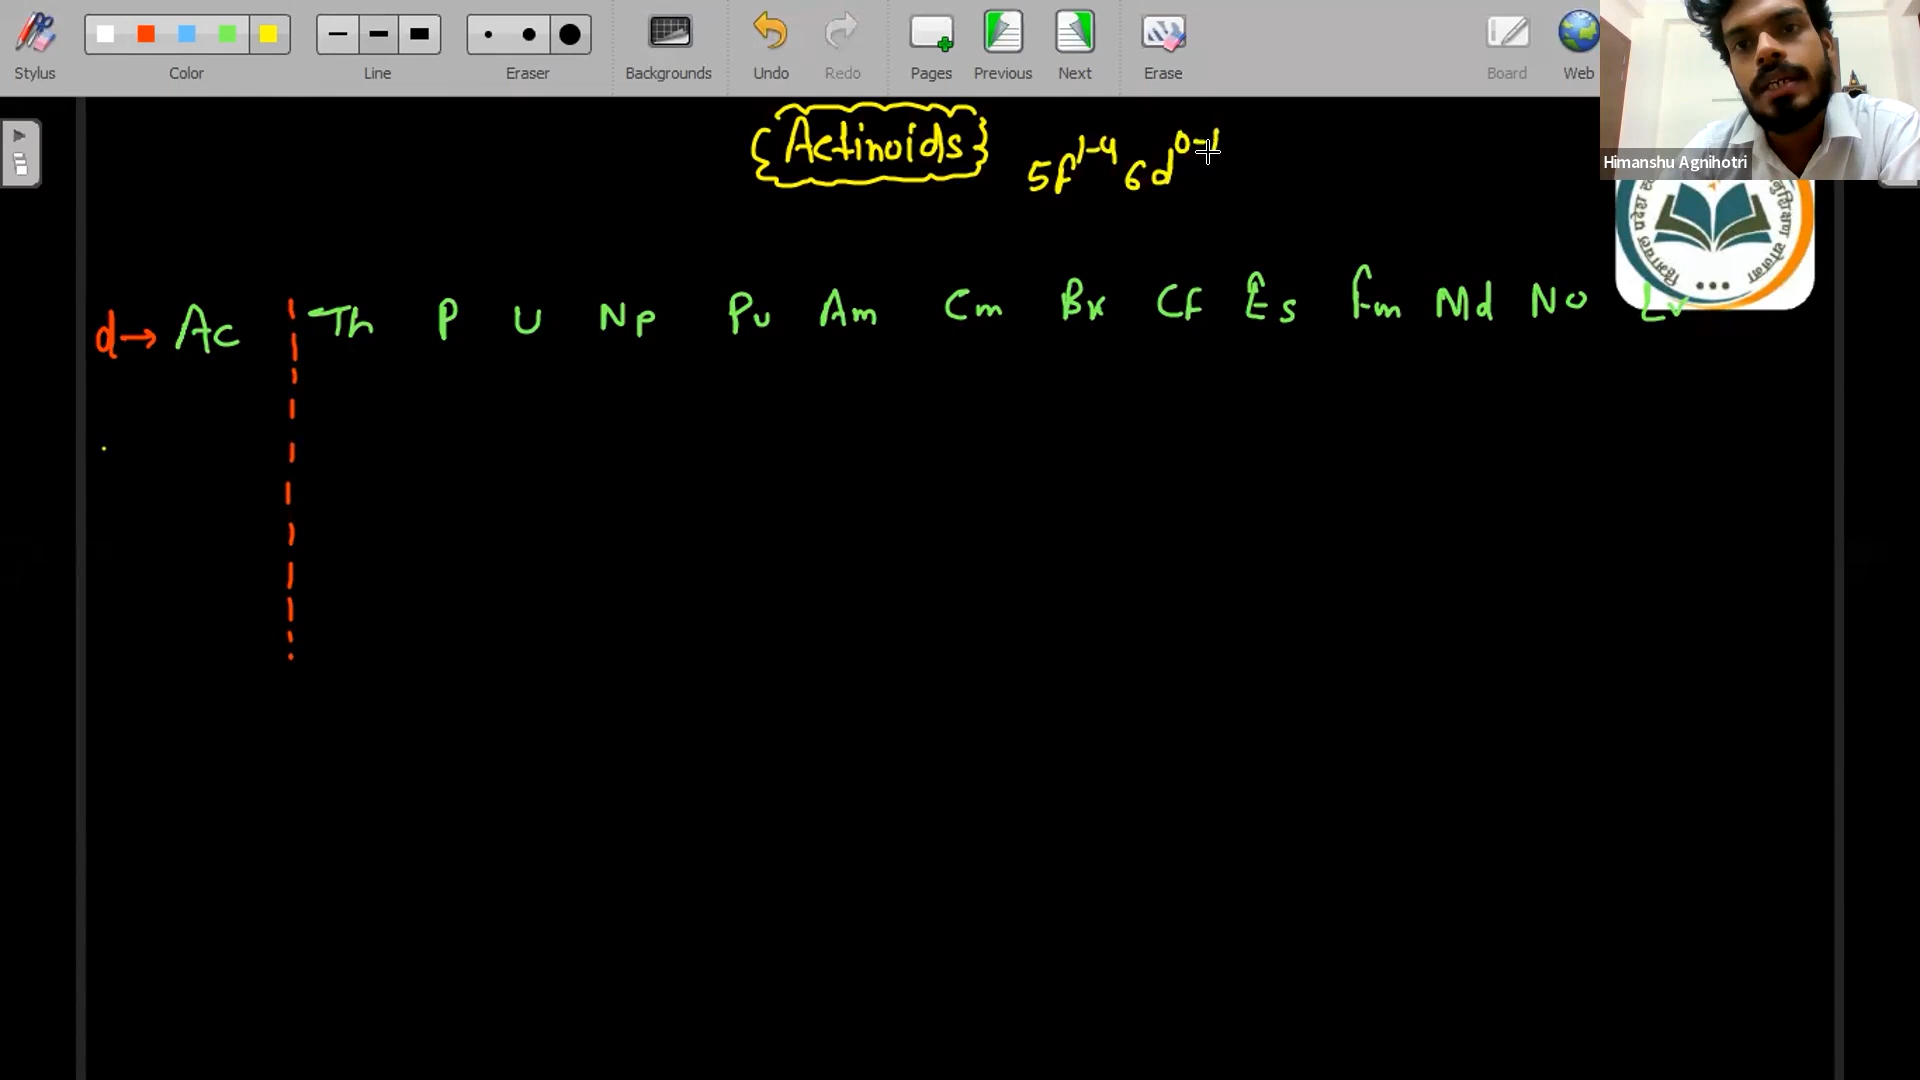 Stylus Color Line Eraser Backgrounds Undo Redo Pages Previous Next Erase Board Web
Himanshu Agnihotri
{Actinoids} 5f¹⁻⁴ 6d⁰⁻¹
d→ Ac Th P U Np Pu Am Cm Bk Cf Es Fm Md No